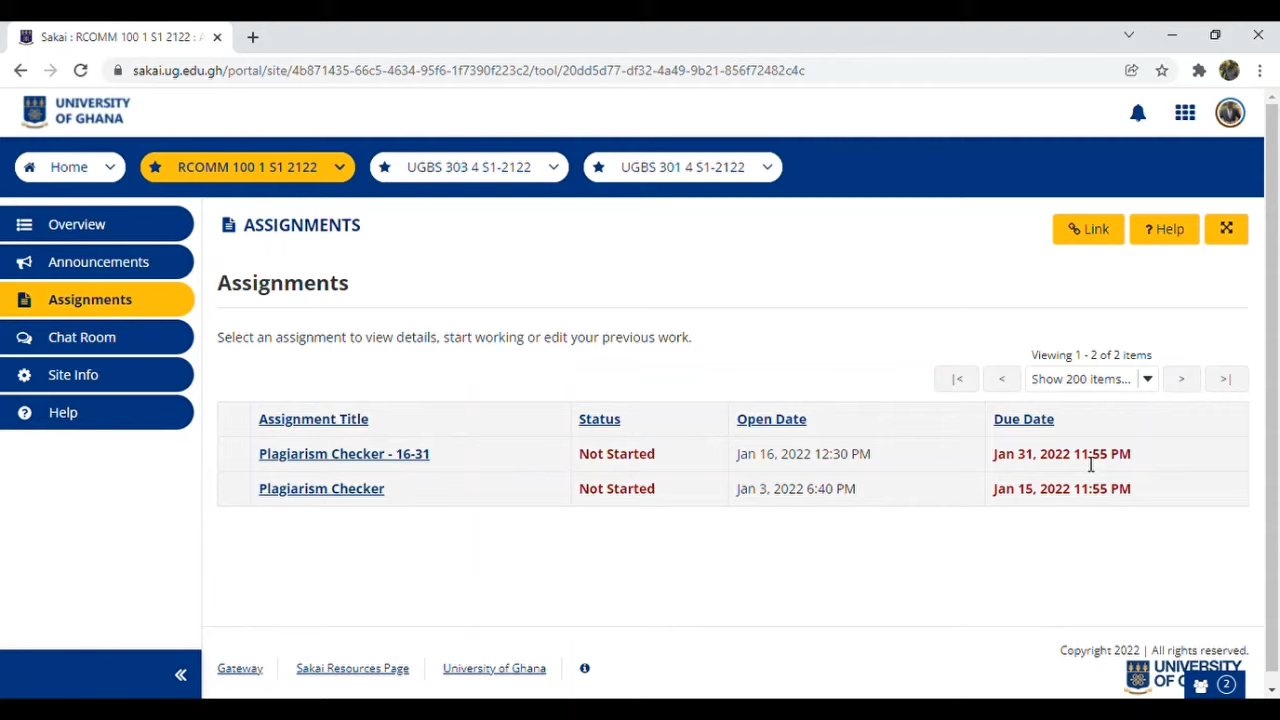 Sakai : RCOMM 100 1 S1 2122 : A
sakai.ug.edu.gh/portal/site/4b871435-66c5-4634-95f6-1f7390f223c2/tool/20dd5d77-df32-4a49-9b21-856f72482c4c
UNIVERSITY
OF GHANA
Home
RCOMM 100 1 S1 2122
UGBS 303 4 S1-2122
UGBS 301 4 S1-2122
Overview
Announcements
Assignments
Chat Room
Site Info
Help
ASSIGNMENTS
Link
? Help
Assignments
Select an assignment to view details, start working or edit your previous work.
Viewing 1 - 2 of 2 items
|< < Show 200 items... > >|
Assignment Title Status Open Date Due Date
Plagiarism Checker - 16-31 Not Started Jan 16, 2022 12:30 PM Jan 31, 2022 11:55 PM
Plagiarism Checker Not Started Jan 3, 2022 6:40 PM Jan 15, 2022 11:55 PM
Gateway
Sakai Resources Page
University of Ghana
Copyright 2022 | All rights reserved.
UNIVERSITY
2